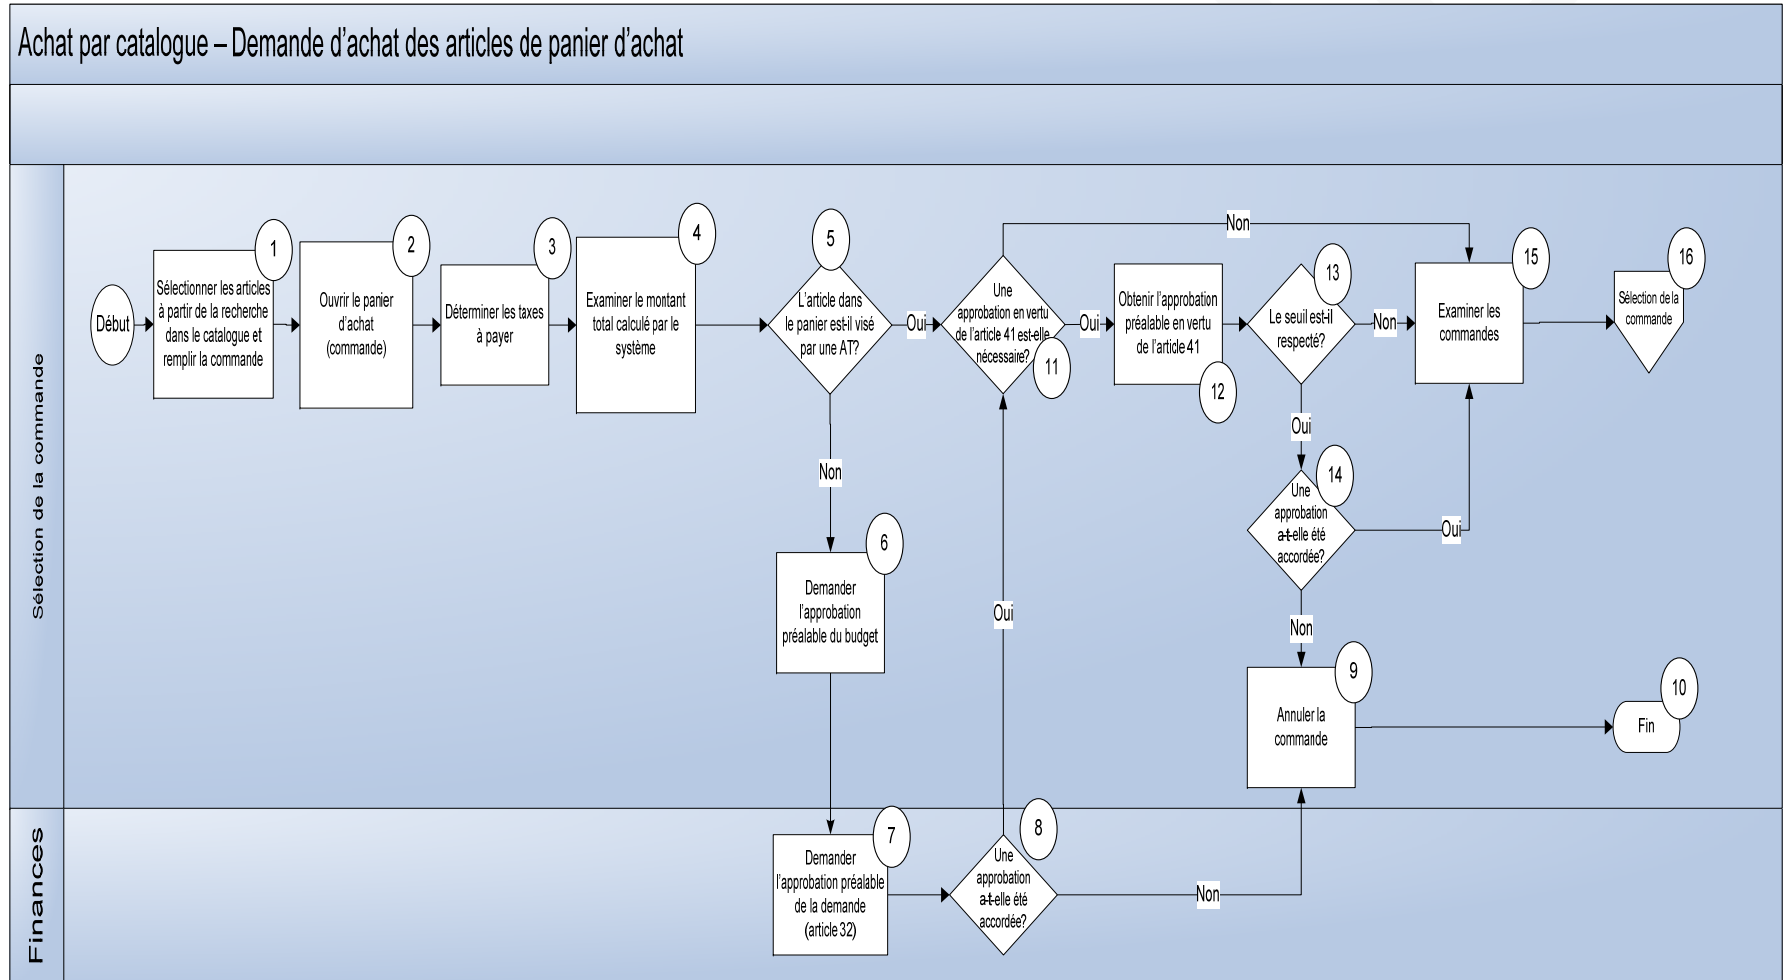 Achat par catalogue – Demande d'achat des articles de panier d'achat
Sélection de la commande
Début
1
Sélectionner les articles
à partir de la recherche
dans le catalogue et
remplir la commande
2
Ouvrir le panier
d'achat
(commande)
3
Déterminer les taxes
à payer
4
Examiner le montant
total calculé par le
système
5
L'article dans
le panier est-il visé
par une AT?
Oui
Non
11
Une
approbation en vertu
de l'article 41 est-elle
nécessaire?
Oui
Non
12
Obtenir l'approbation
préalable en vertu
de l'article 41
13
Le seuil est-il
respecté?
Non
Oui
15
Examiner les
commandes
16
Sélection de la
commande
14
Une
approbation
a-t-elle été
accordée?
Oui
Non
6
Demander
l'approbation
préalable du budget
Oui
9
Annuler la
commande
10
Fin
Finances
7
Demander
l'approbation préalable
de la demande
(article 32)
8
Une
approbation
a-t-elle été
accordée?
Non